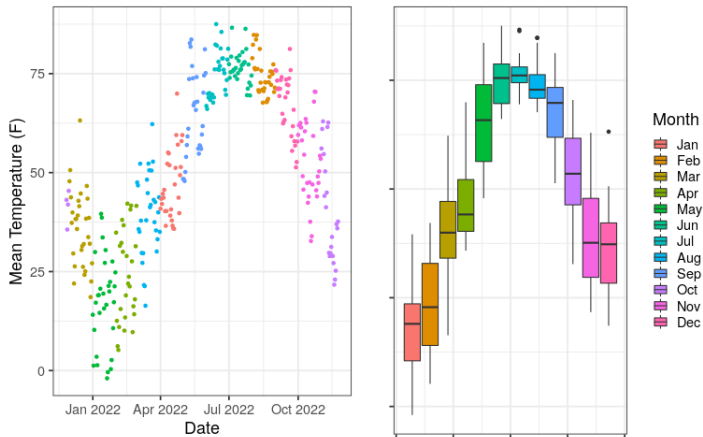 Mean Temperature (F)
75
50
25
0
Jan 2022
Apr 2022
Jul 2022
Oct 2022
Date
Month
Jan
Feb
Mar
Apr
May
Jun
Jul
Aug
Sep
Oct
Nov
Dec